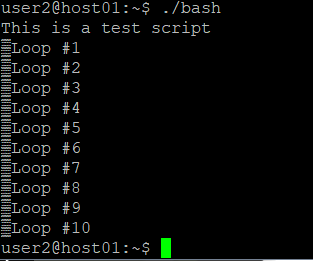 user2@host01:~$ ./bash
This is a test script
▒Loop #1
▒Loop #2
▒Loop #3
▒Loop #4
▒Loop #5
▒Loop #6
▒Loop #7
▒Loop #8
▒Loop #9
▒Loop #10
user2@host01:~$